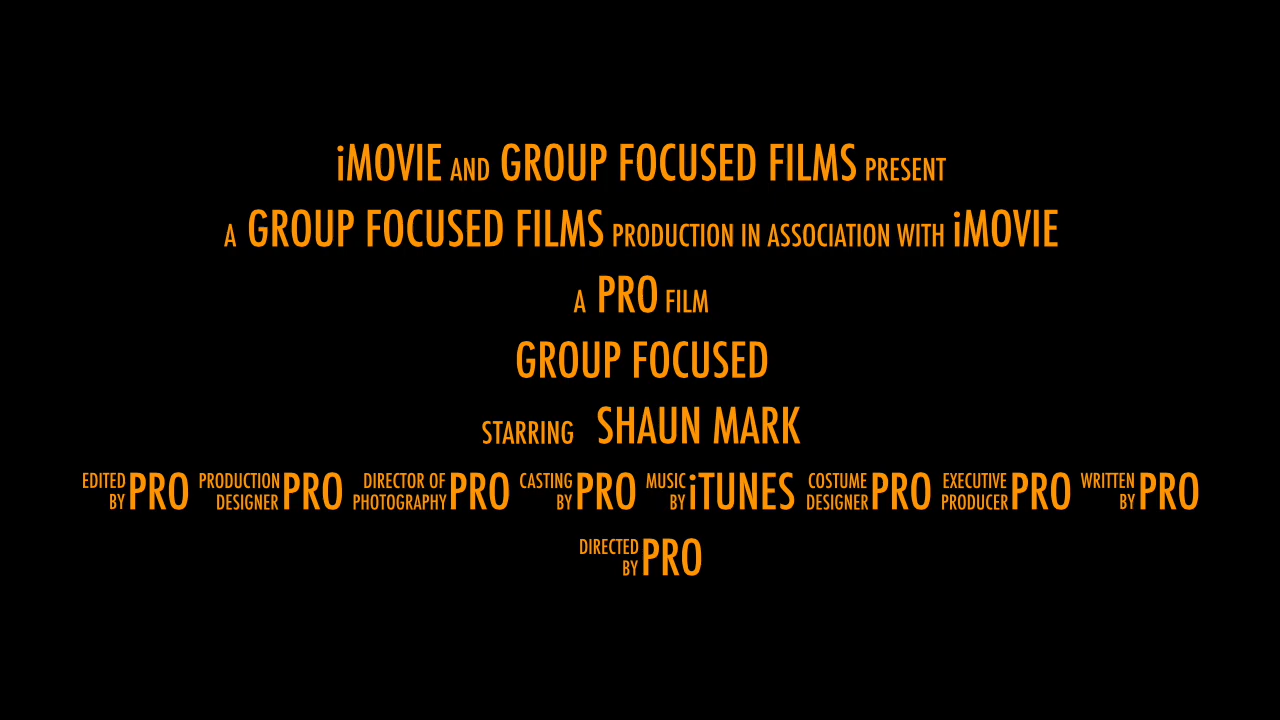 iMOVIE AND GROUP FOCUSED FILMS PRESENT
A GROUP FOCUSED FILMS PRODUCTION IN ASSOCIATION WITH iMOVIE
A PRO FILM
GROUP FOCUSED
STARRING SHAUN MARK
EDITED BY PRO PRODUCTION DESIGNER PRO DIRECTOR OF PHOTOGRAPHY PRO CASTING BY PRO MUSIC BY iTUNES COSTUME DESIGNER PRO EXECUTIVE PRODUCER PRO WRITTEN BY PRO
DIRECTED BY PRO